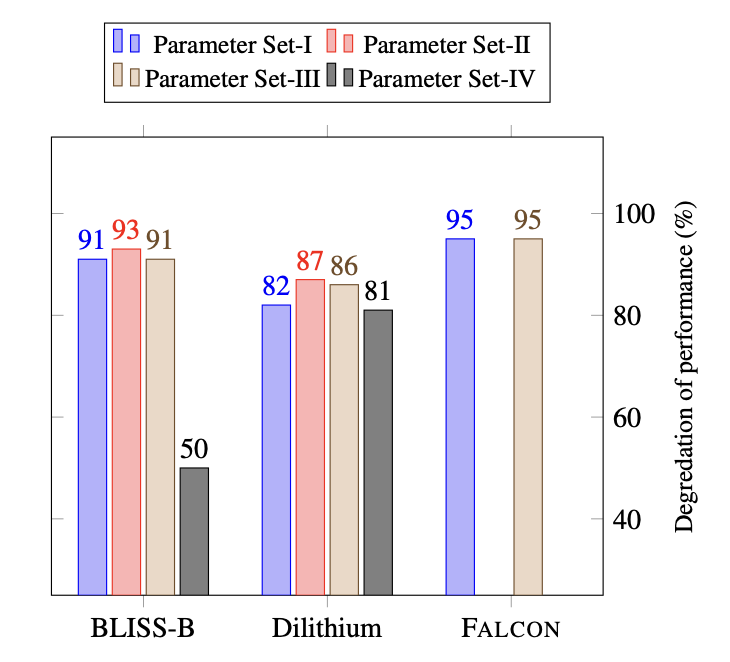 Parameter Set-I Parameter Set-II
Parameter Set-III Parameter Set-IV
91 93 91 50
82 87 86 81
95 95
100
80
60
40
Degredation of performance (%)
BLISS-B Dilithium FALCON